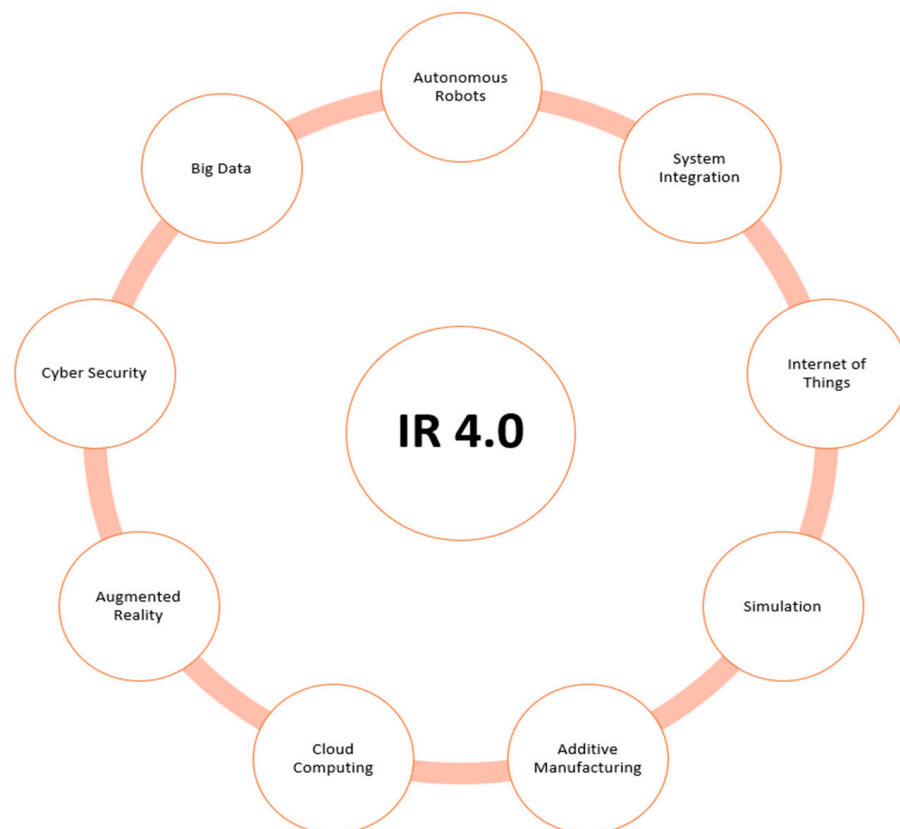 Autonomous
Robots
System
Integration
Internet of
Things
Simulation
Additive
Manufacturing
Cloud
Computing
Augmented
Reality
Cyber Security
Big Data
IR 4.0